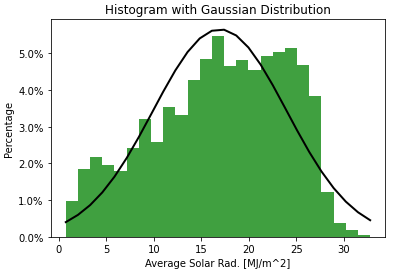 Histogram with Gaussian Distribution
Percentage
5.0%
4.0%
3.0%
2.0%
1.0%
0.0%
0 5 10 15 20 25 30
Average Solar Rad. [MJ/m^2]